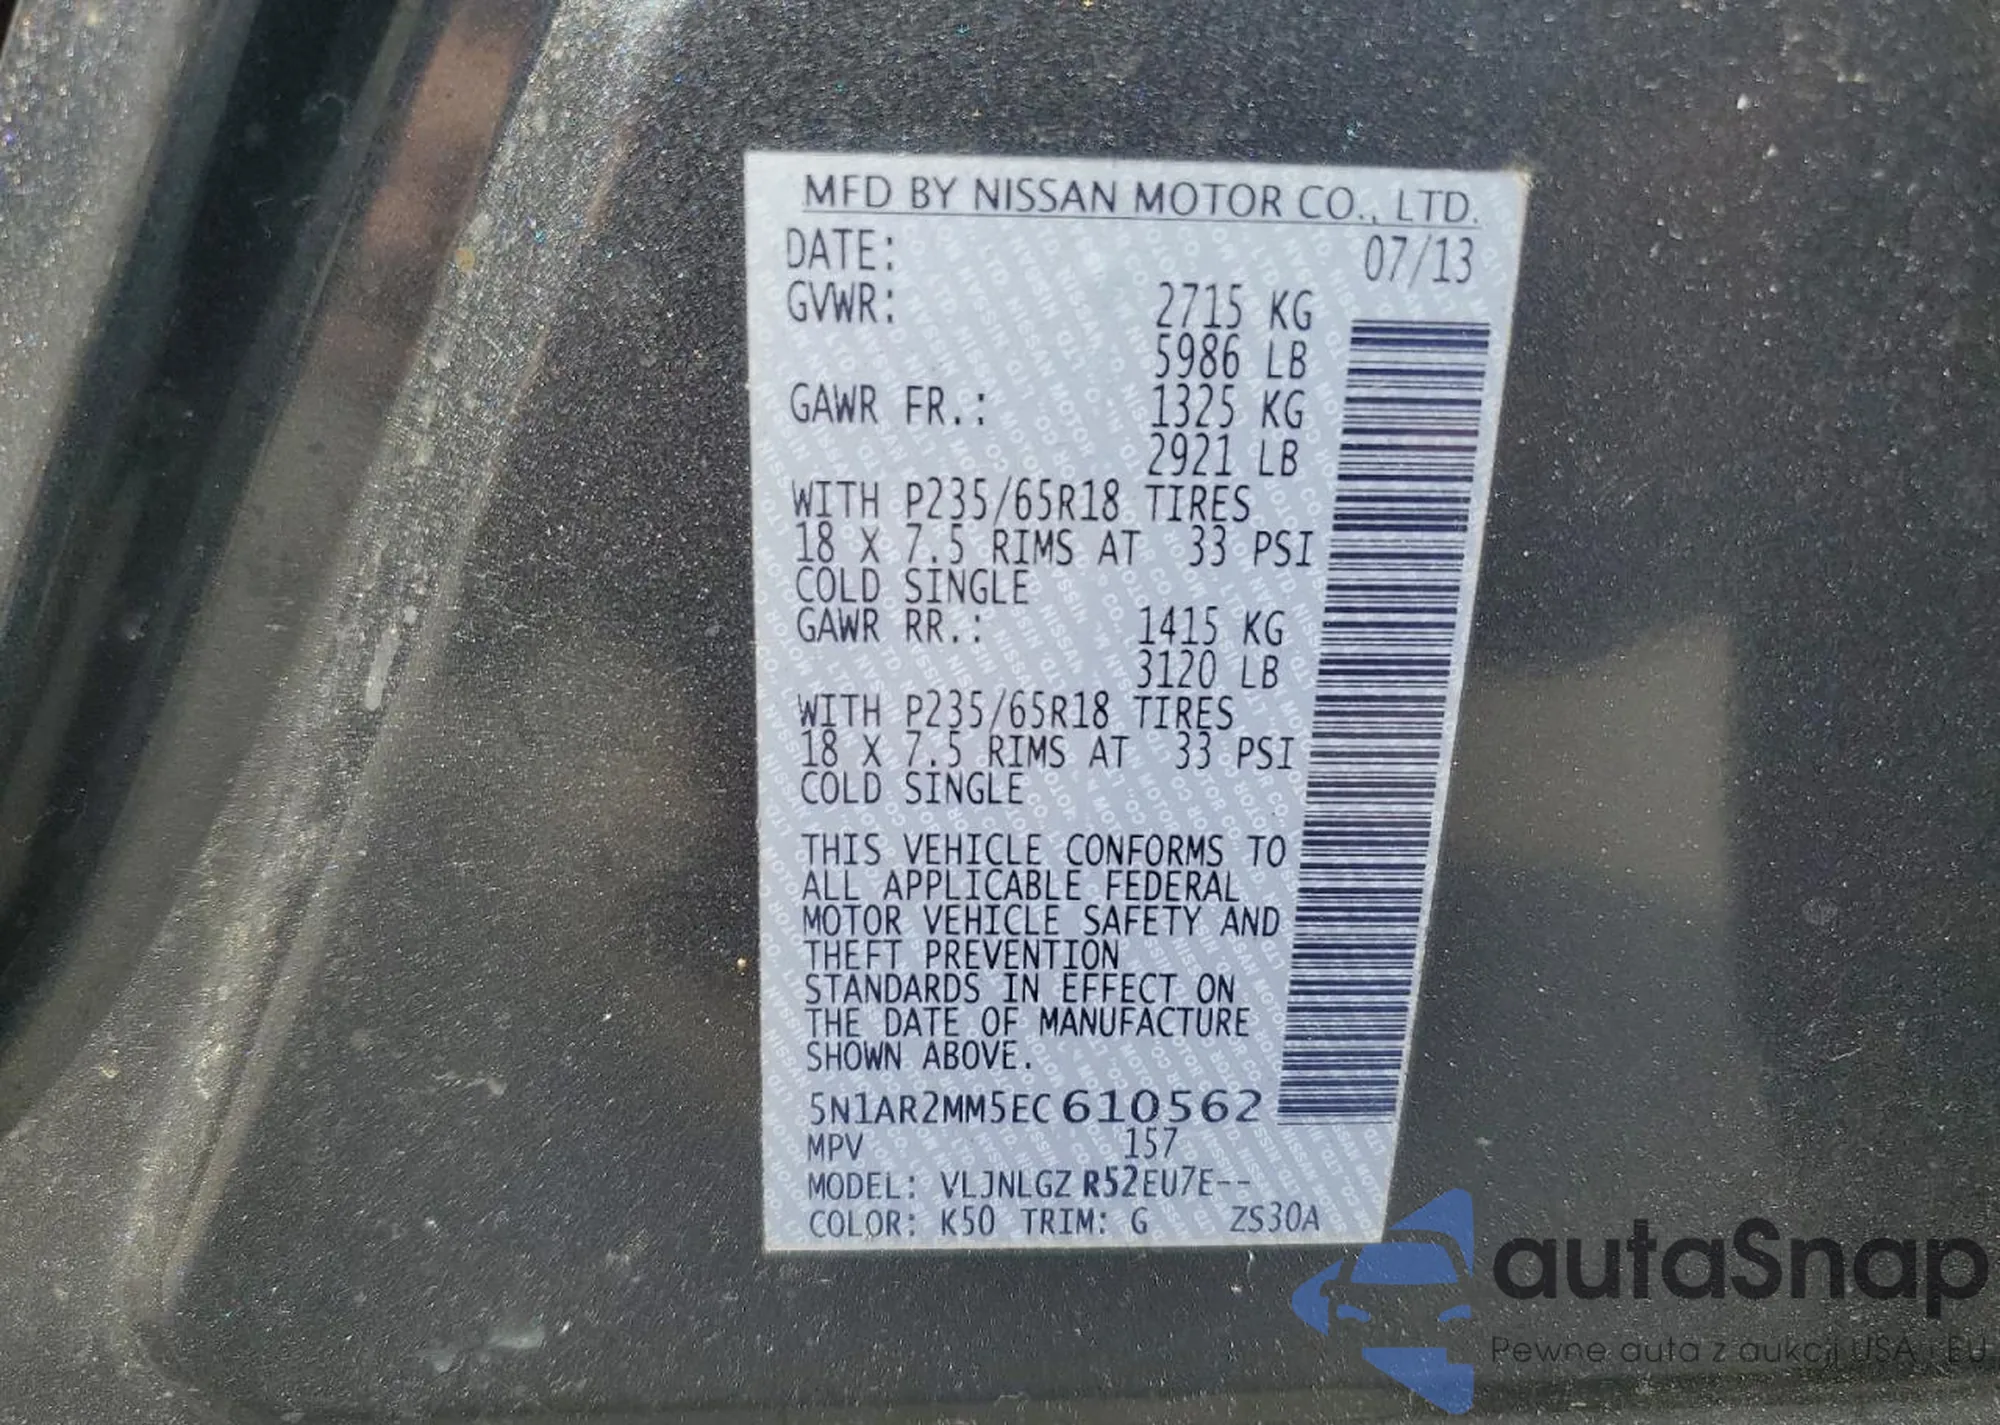 MFD BY NISSAN MOTOR CO., LTD.
DATE: 07/13
GVWR: 2715 KG
5986 LB
GAWR FR.: 1325 KG
2921 LB
WITH P235/65R18 TIRES
18 X 7.5 RIMS AT 33 PSI
COLD SINGLE
GAWR RR.: 1415 KG
3120 LB
WITH P235/65R18 TIRES
18 X 7.5 RIMS AT 33 PSI
COLD SINGLE
THIS VEHICLE CONFORMS TO
ALL APPLICABLE FEDERAL
MOTOR VEHICLE SAFETY AND
THEFT PREVENTION
STANDARDS IN EFFECT ON
THE DATE OF MANUFACTURE
SHOWN ABOVE.
5N1AR2MM5EC610562
MPV 157
MODEL: VLJNLGZ R52EU7E--
COLOR: K50 TRIM: G ZS30A
autaSnap
Pewne auta z aukcji USA i EU